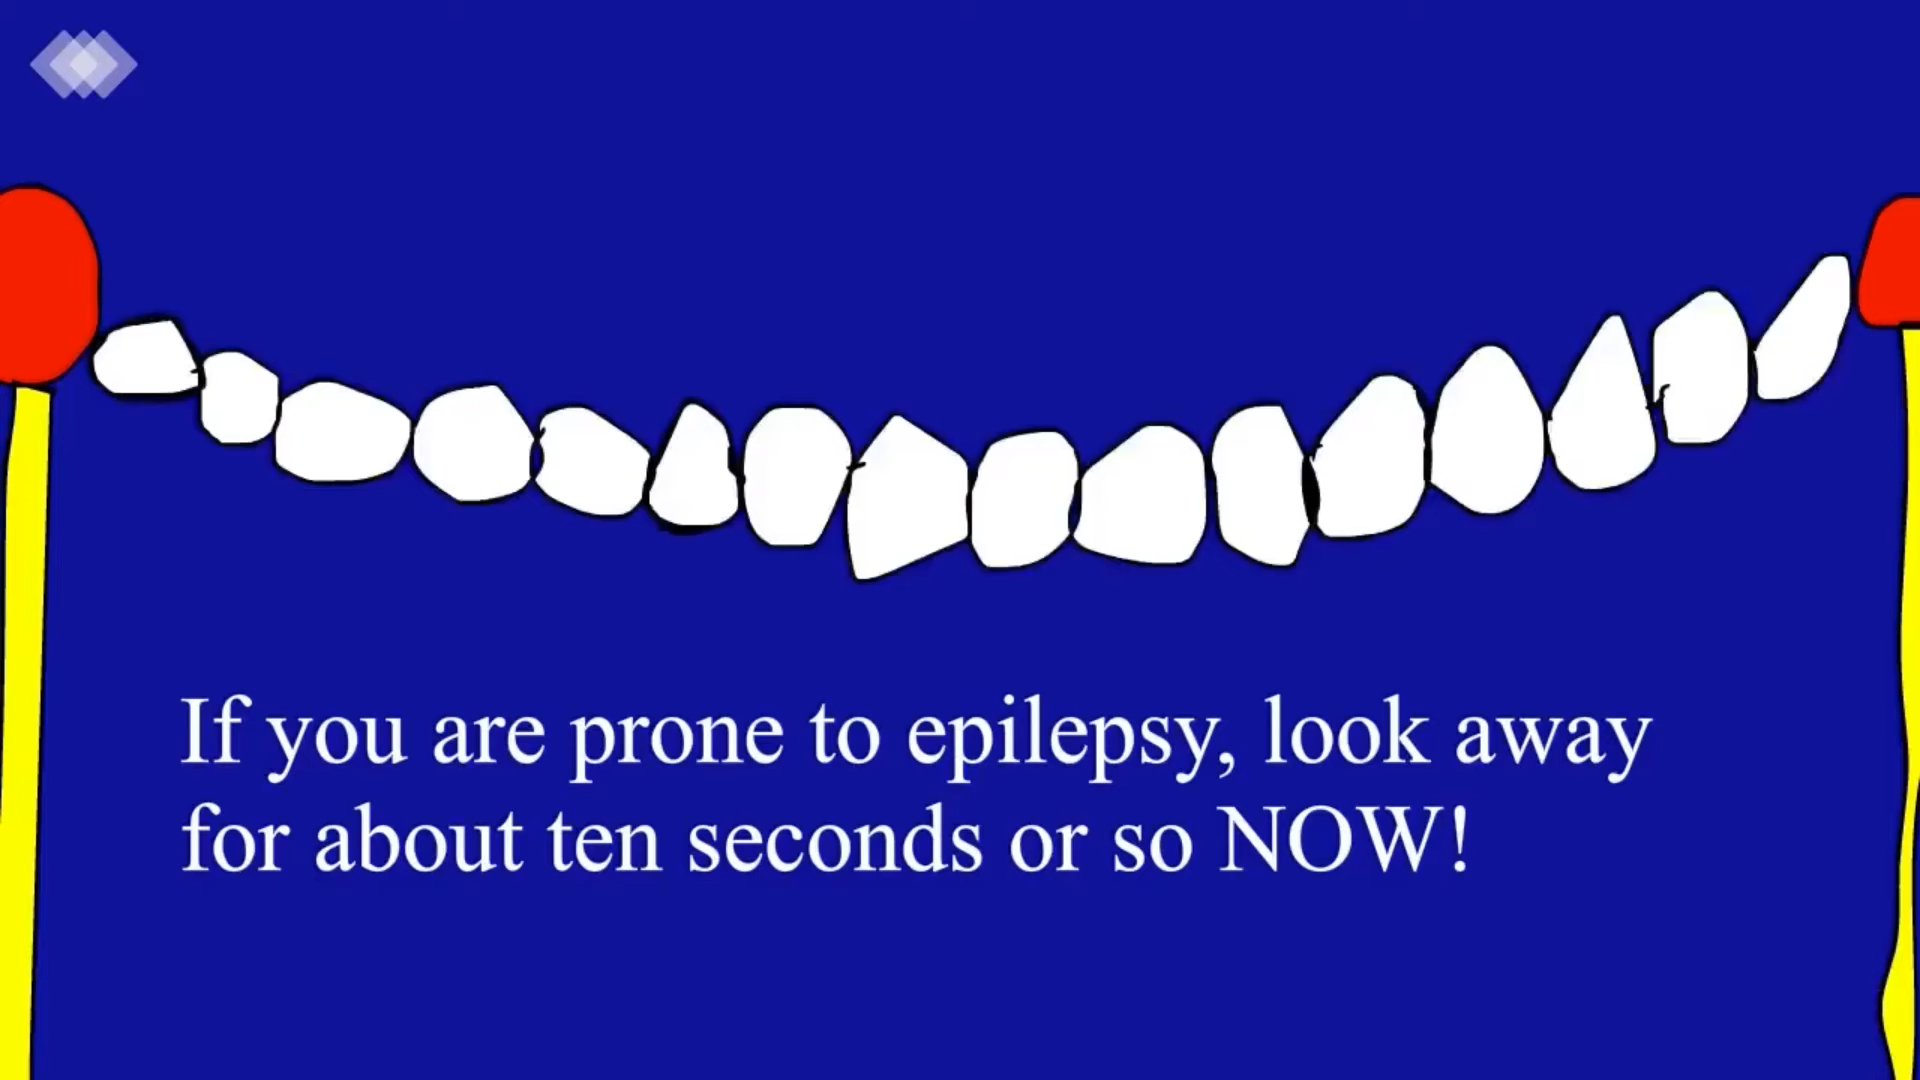 If you are prone to epilepsy, look away
for about ten seconds or so NOW!